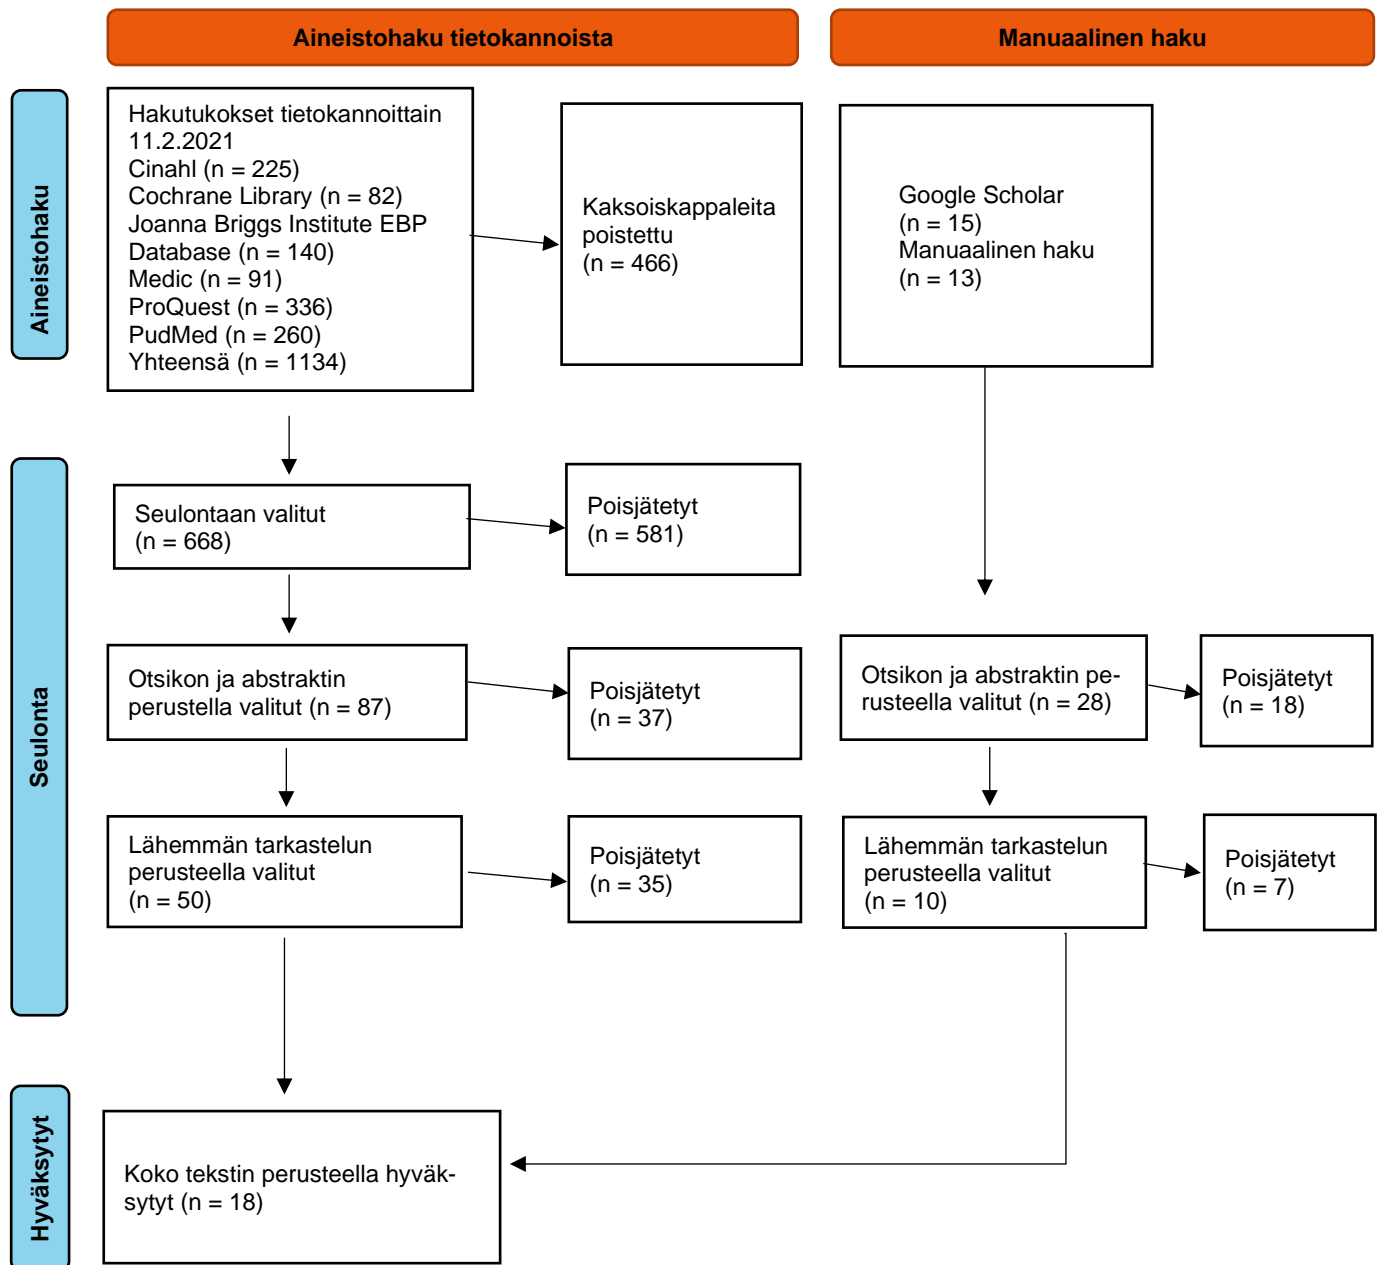 Aineistohaku tietokannoista
Manuaalinen haku
Aineistohaku
Hakutukokset tietokannoittain
11.2.2021
Cinahl (n = 225)
Cochrane Library (n = 82)
Joanna Briggs Institute EBP
Database (n = 140)
Medic (n = 91)
ProQuest (n = 336)
PudMed (n = 260)
Yhteensä (n = 1134)
Kaksoiskappaleita
poistettu
(n = 466)
Google Scholar
(n = 15)
Manuaalinen haku
(n = 13)
Seulonta
Seulontaan valitut
(n = 668)
Poisjätetyt
(n = 581)
Otsikon ja abstraktin
perustella valitut (n = 87)
Poisjätetyt
(n = 37)
Otsikon ja abstraktin pe-
rusteella valitut (n = 28)
Poisjätetyt
(n = 18)
Lähemmän tarkastelun
perusteella valitut
(n = 50)
Poisjätetyt
(n = 35)
Lähemmän tarkastelun
perusteella valitut
(n = 10)
Poisjätetyt
(n = 7)
Hyväksytyt
Koko tekstin perusteella hyväk-
sytyt (n = 18)